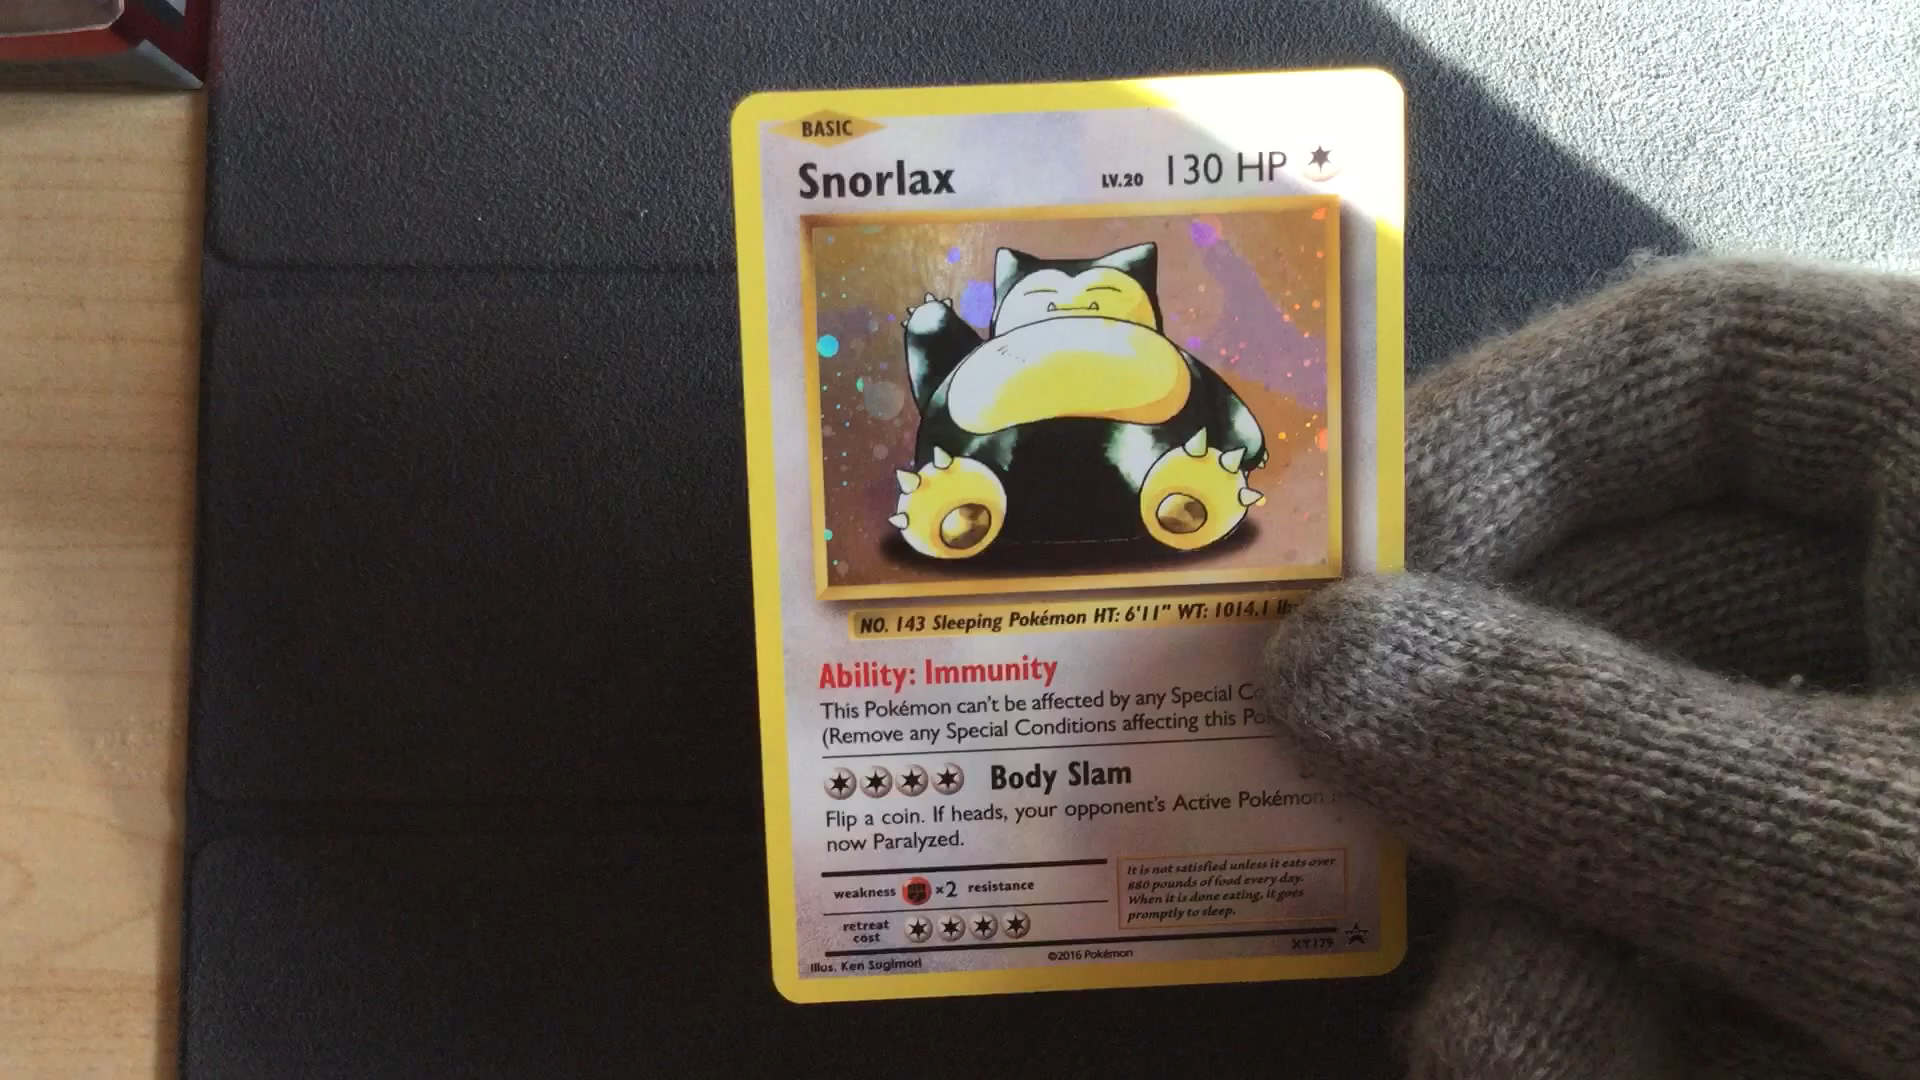 BASIC
Snorlax LV.20 130 HP
NO. 143 Sleeping Pokémon HT: 6'11" WT: 1014.1
Ability: Immunity
This Pokémon can't be affected by any Special
(Remove any Special Conditions affecting this
Body Slam
Flip a coin. If heads, your opponent's Active Pokémon
now Paralyzed.
weakness ×2 resistance
It is not satisfied unless it eats over
880 pounds of food every day.
When it is done eating, it goes
promptly to sleep.
retreat
cost
XY179
Illus. Ken Sugimori
©2016 Pokémon